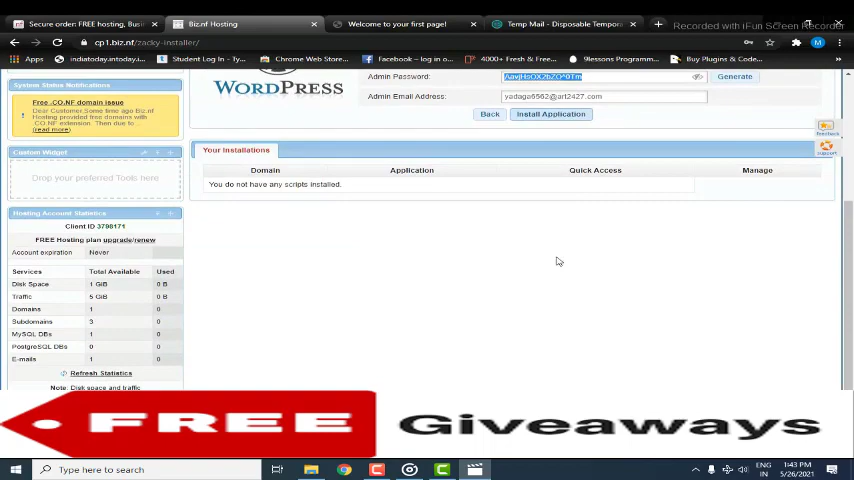 Secure order: FREE hosting, Busi
Biz.nf Hosting
Welcome to your first page!
Temp Mail - Disposable Tempora
Recorded with iFun Screen Recorder
cp1.biz.nf/zacky-installer/
Apps
indiatoday.intoday.i
Student Log In - Ty...
Chrome Web Store...
Facebook – log in o...
4000+ Fresh & Free...
9lessons Programm...
Buy Plugins & Code...
System Status Notifications
Free .CO.NF domain issue
Dear Customer,Some time ago Biz.nf
Hosting provided free domains with
.CO.NF extension. Then due to...
(read more)
WORDPRESS
Admin Password:
Generate
Admin Email Address:
yadaga6562@art2427.com
Back
Install Application
feedback
support
Custom Widget
Drop your preferred Tools here
Your Installations
Domain
Application
Quick Access
Manage
You do not have any scripts installed.
Hosting Account Statistics
Client ID 3798171
FREE Hosting plan upgrade/renew
Account expiration Never
Services Total Available Used
Disk Space 1 GiB 0 B
Traffic 5 GiB 0 B
Domains 1 0
Subdomains 3 0
MySQL DBs 1 0
PostgreSQL DBs 0 0
E-mails 1 0
Refresh Statistics
Note: Disk space and traffic
FREE Giveaways
Type here to search
ENG
IN
1:43 PM
5/26/2021